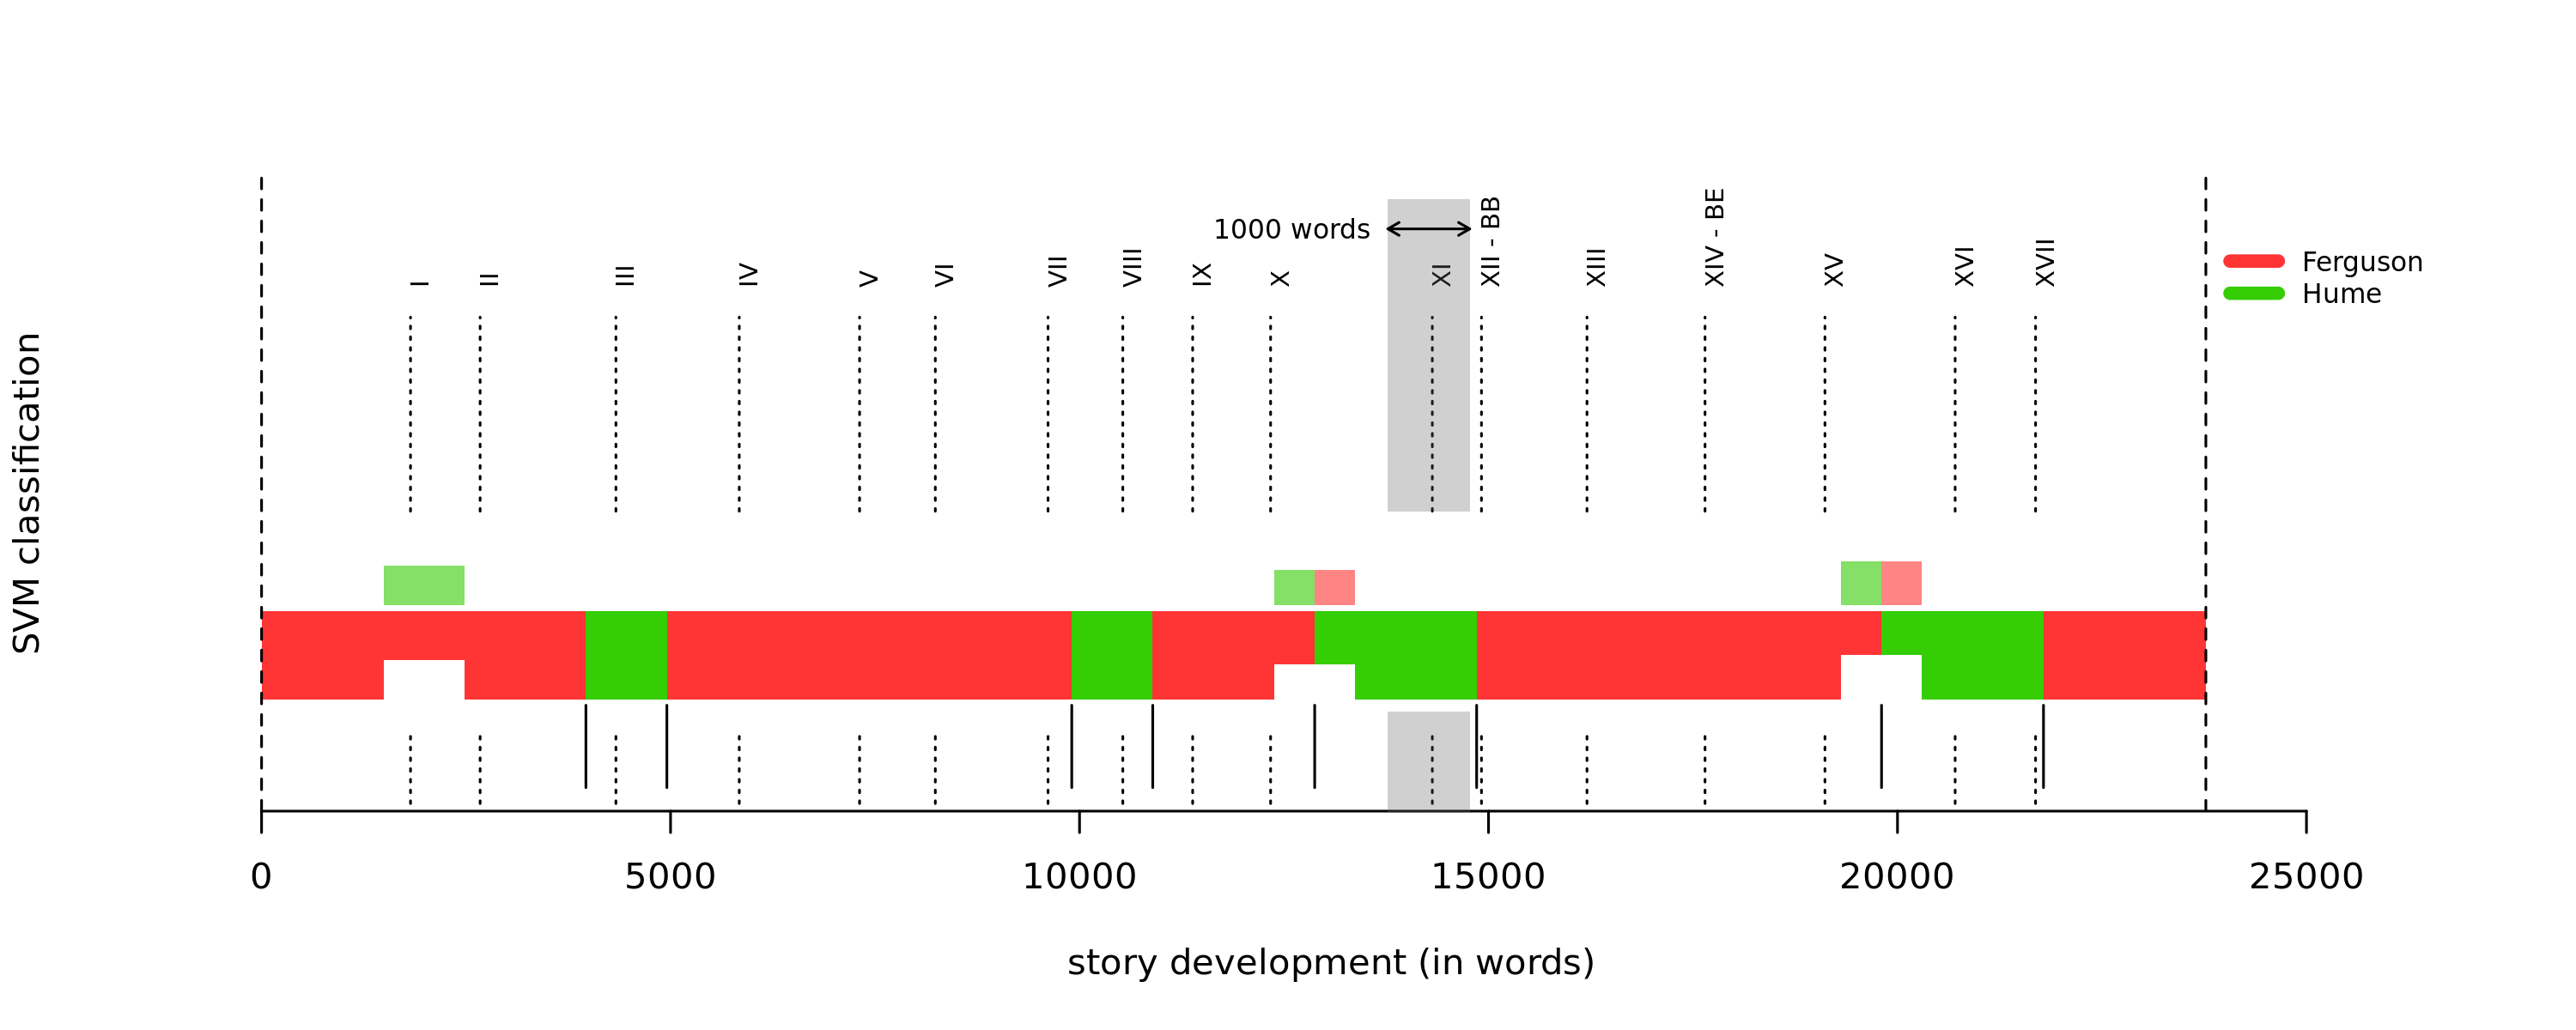 SVM classification
1000 words
I
II
III
IV
V
VI
VII
VIII
IX
X
XI
XII - BB
XIII
XIV - BE
XV
XVI
XVII
Ferguson
Hume
0
5000
10000
15000
20000
25000
story development (in words)